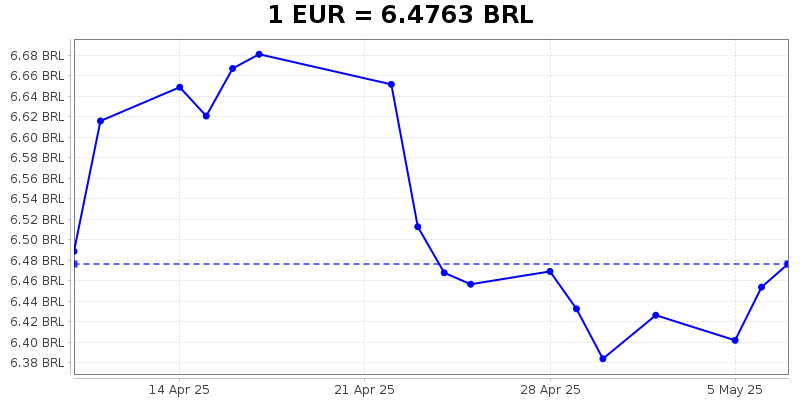 1 EUR = 6.4763 BRL
6.68 BRL
6.66 BRL
6.64 BRL
6.62 BRL
6.60 BRL
6.58 BRL
6.56 BRL
6.54 BRL
6.52 BRL
6.50 BRL
6.48 BRL
6.46 BRL
6.44 BRL
6.42 BRL
6.40 BRL
6.38 BRL
14 Apr 25 21 Apr 25 28 Apr 25 5 May 25